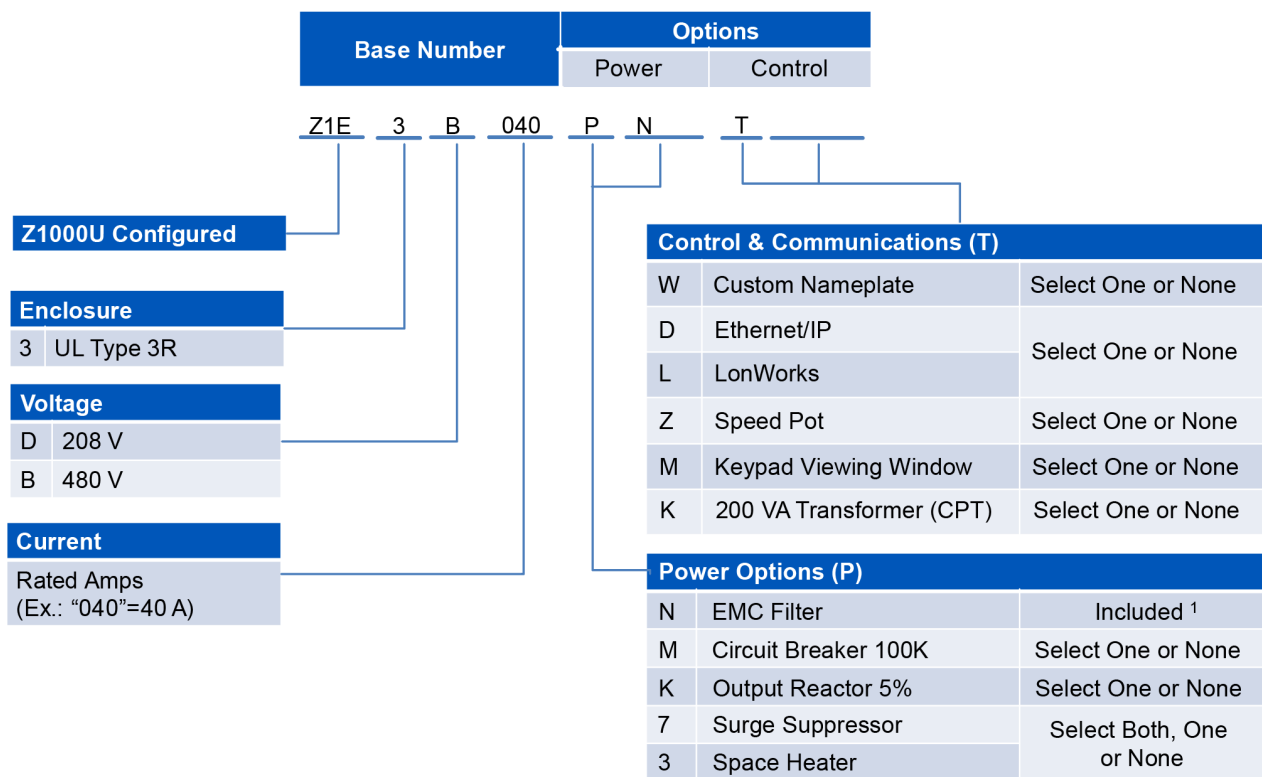 Base Number
Options
Power Control
Z1E 3 B 040 P N T
Z1000U Configured
Enclosure
3 UL Type 3R
Voltage
D 208 V
B 480 V
Current
Rated Amps
(Ex.: “040”=40 A)
Control & Communications (T)
W Custom Nameplate Select One or None
D Ethernet/IP
Select One or None
L LonWorks
Z Speed Pot Select One or None
M Keypad Viewing Window Select One or None
K 200 VA Transformer (CPT) Select One or None
Power Options (P)
N EMC Filter Included 1
M Circuit Breaker 100K Select One or None
K Output Reactor 5% Select One or None
7 Surge Suppressor
Select Both, One
or None
3 Space Heater